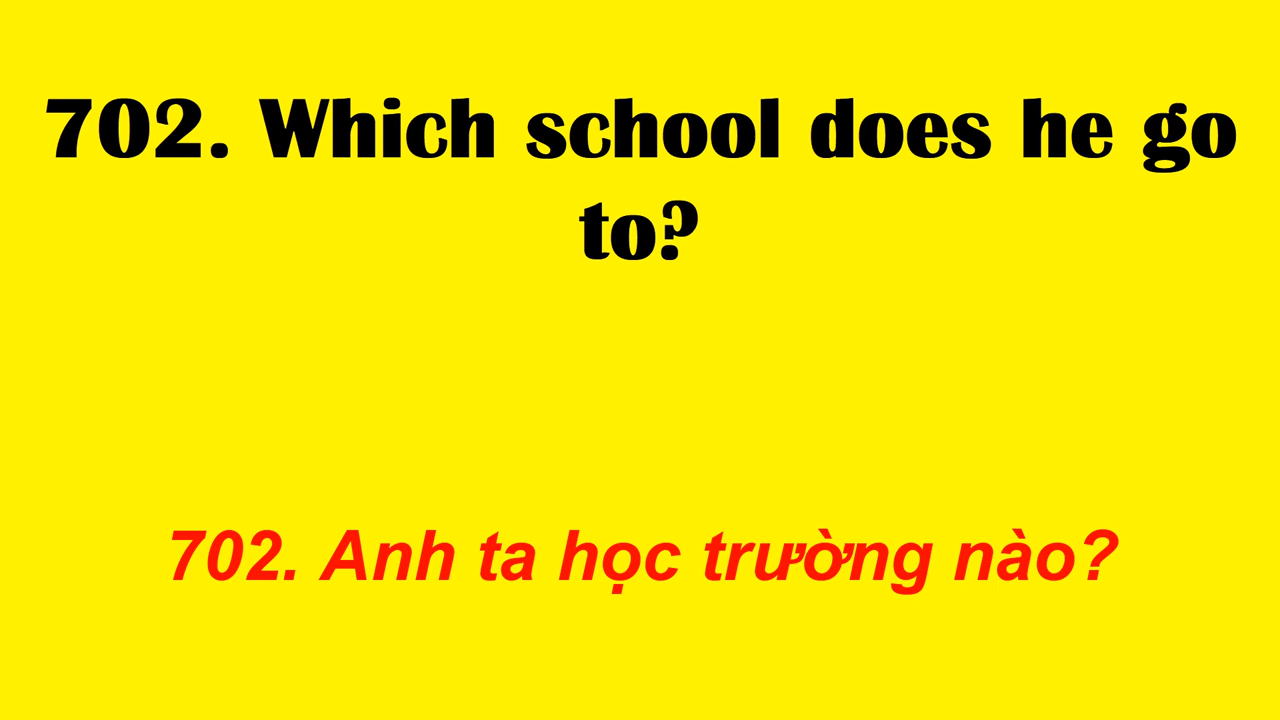 702. Which school does he go
to?
702. Anh ta học trường nào?